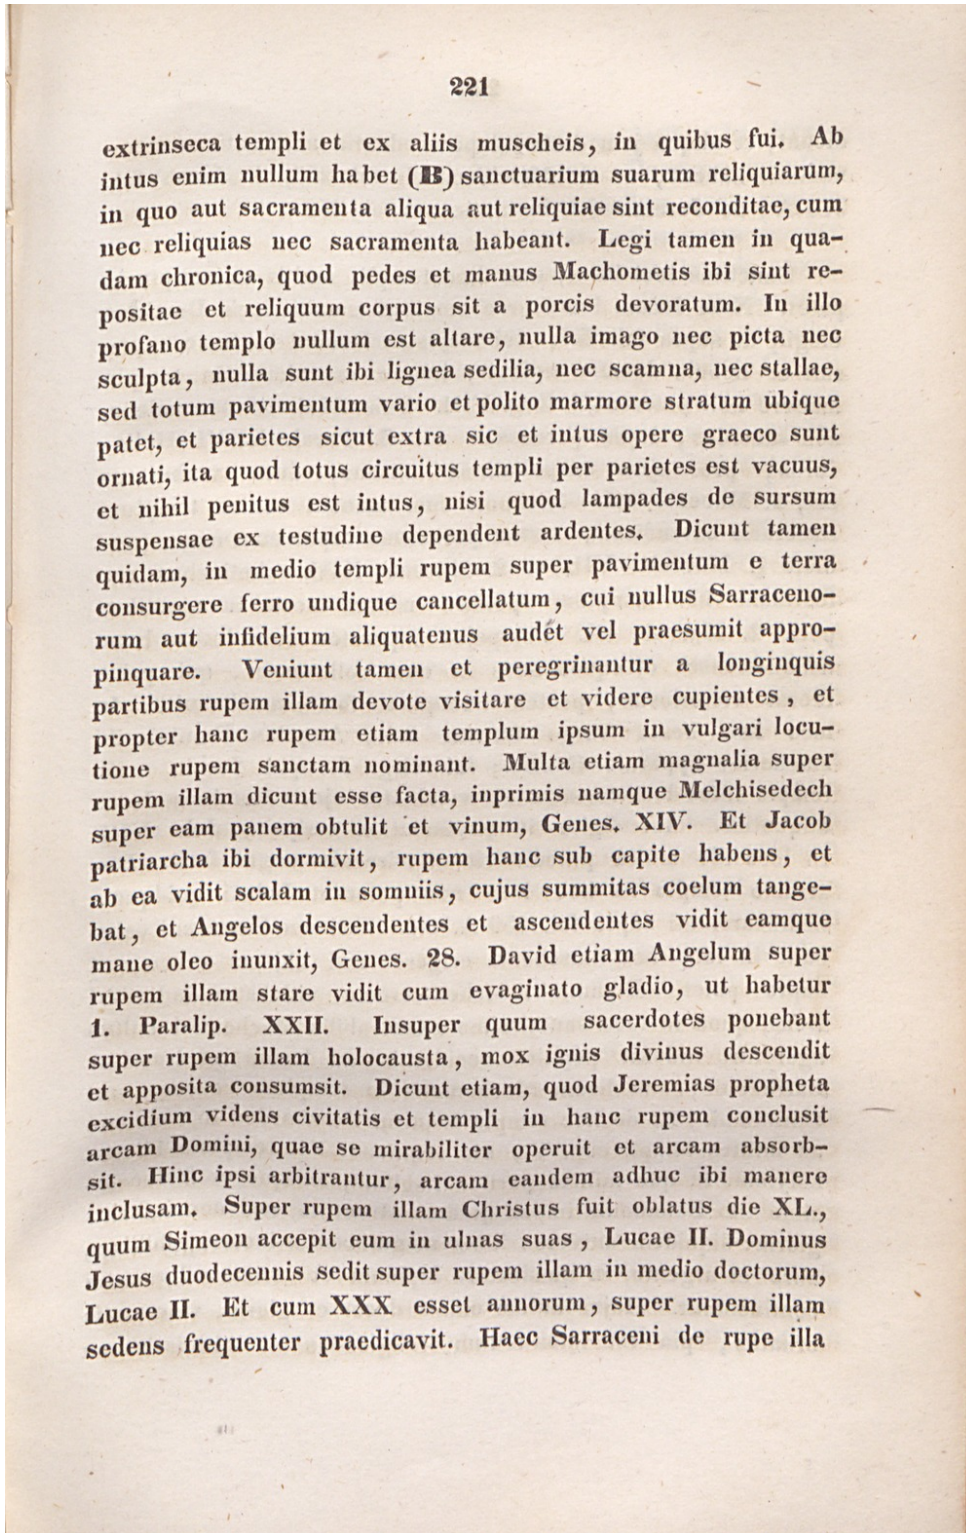 221
extrinseca templi et ex aliis muscheis, in quibus fui. Ab
intus enim nullum habet (B) sanctuarium suarum reliquiarum,
in quo aut sacramenta aliqua aut reliquiae sint reconditae, cum
nec reliquias nec sacramenta habeant. Legi tamen in qua-
dam chronica, quod pedes et manus Machometis ibi sint re-
positae et reliquum corpus sit a porcis devoratum. In illo
profano templo nullum est altare, nulla imago nec picta nec
sculpta, nulla sunt ibi lignea sedilia, nec scamna, nec stallae,
sed totum pavimentum vario et polito marmore stratum ubique
patet, et parietes sicut extra sic et intus opere graeco sunt
ornati, ita quod totus circuitus templi per parietes est vacuus,
et nihil penitus est intus, nisi quod lampades de sursum
suspensae ex testudine dependent ardentes. Dicunt tamen
quidam, in medio templi rupem super pavimentum e terra
consurgere ferro undique cancellatum, cui nullus Sarraceno-
rum aut infidelium aliquatenus audet vel praesumit appro-
pinquare. Veniunt tamen et peregrinantur a longinquis
partibus rupem illam devote visitare et videre cupientes, et
propter hanc rupem etiam templum ipsum in vulgari locu-
tione rupem sanctam nominant. Multa etiam magnalia super
rupem illam dicunt esse facta, inprimis namque Melchisedech
super eam panem obtulit et vinum, Genes. XIV. Et Jacob
patriarcha ibi dormivit, rupem hanc sub capite habens, et
ab ea vidit scalam in somniis, cujus summitas coelum tange-
bat, et Angelos descendentes et ascendentes vidit eamque
mane oleo inunxit, Genes. 28. David etiam Angelum super
rupem illam stare vidit cum evaginato gladio, ut habetur
1. Paralip. XXII. Insuper quum sacerdotes ponebant
super rupem illam holocausta, mox ignis divinus descendit
et apposita consumsit. Dicunt etiam, quod Jeremias propheta
excidium videns civitatis et templi in hanc rupem conclusit
arcam Domini, quae se mirabiliter operuit et arcam absorb-
sit. Hinc ipsi arbitrantur, arcam eandem adhuc ibi manere
inclusam. Super rupem illam Christus fuit oblatus die XL.,
quum Simeon accepit eum in ulnas suas, Lucae II. Dominus
Jesus duodecennis sedit super rupem illam in medio doctorum,
Lucae II. Et cum XXX esset annorum, super rupem illam
sedens frequenter praedicavit. Haec Sarraceni de rupe illa